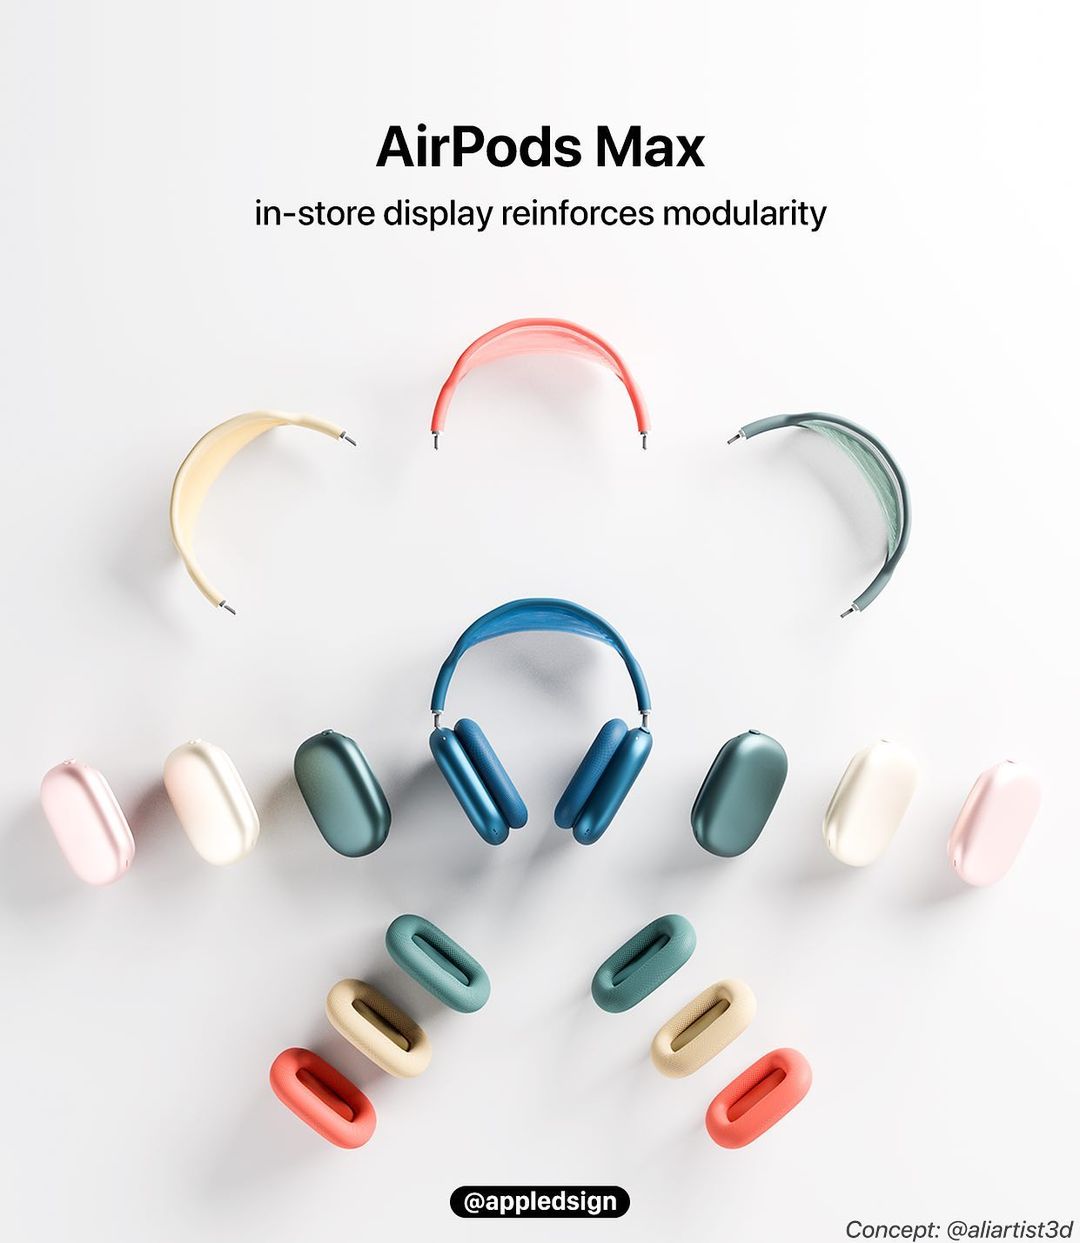 AirPods Max
in-store display reinforces modularity
@appledsign
Concept: @aliartist3d